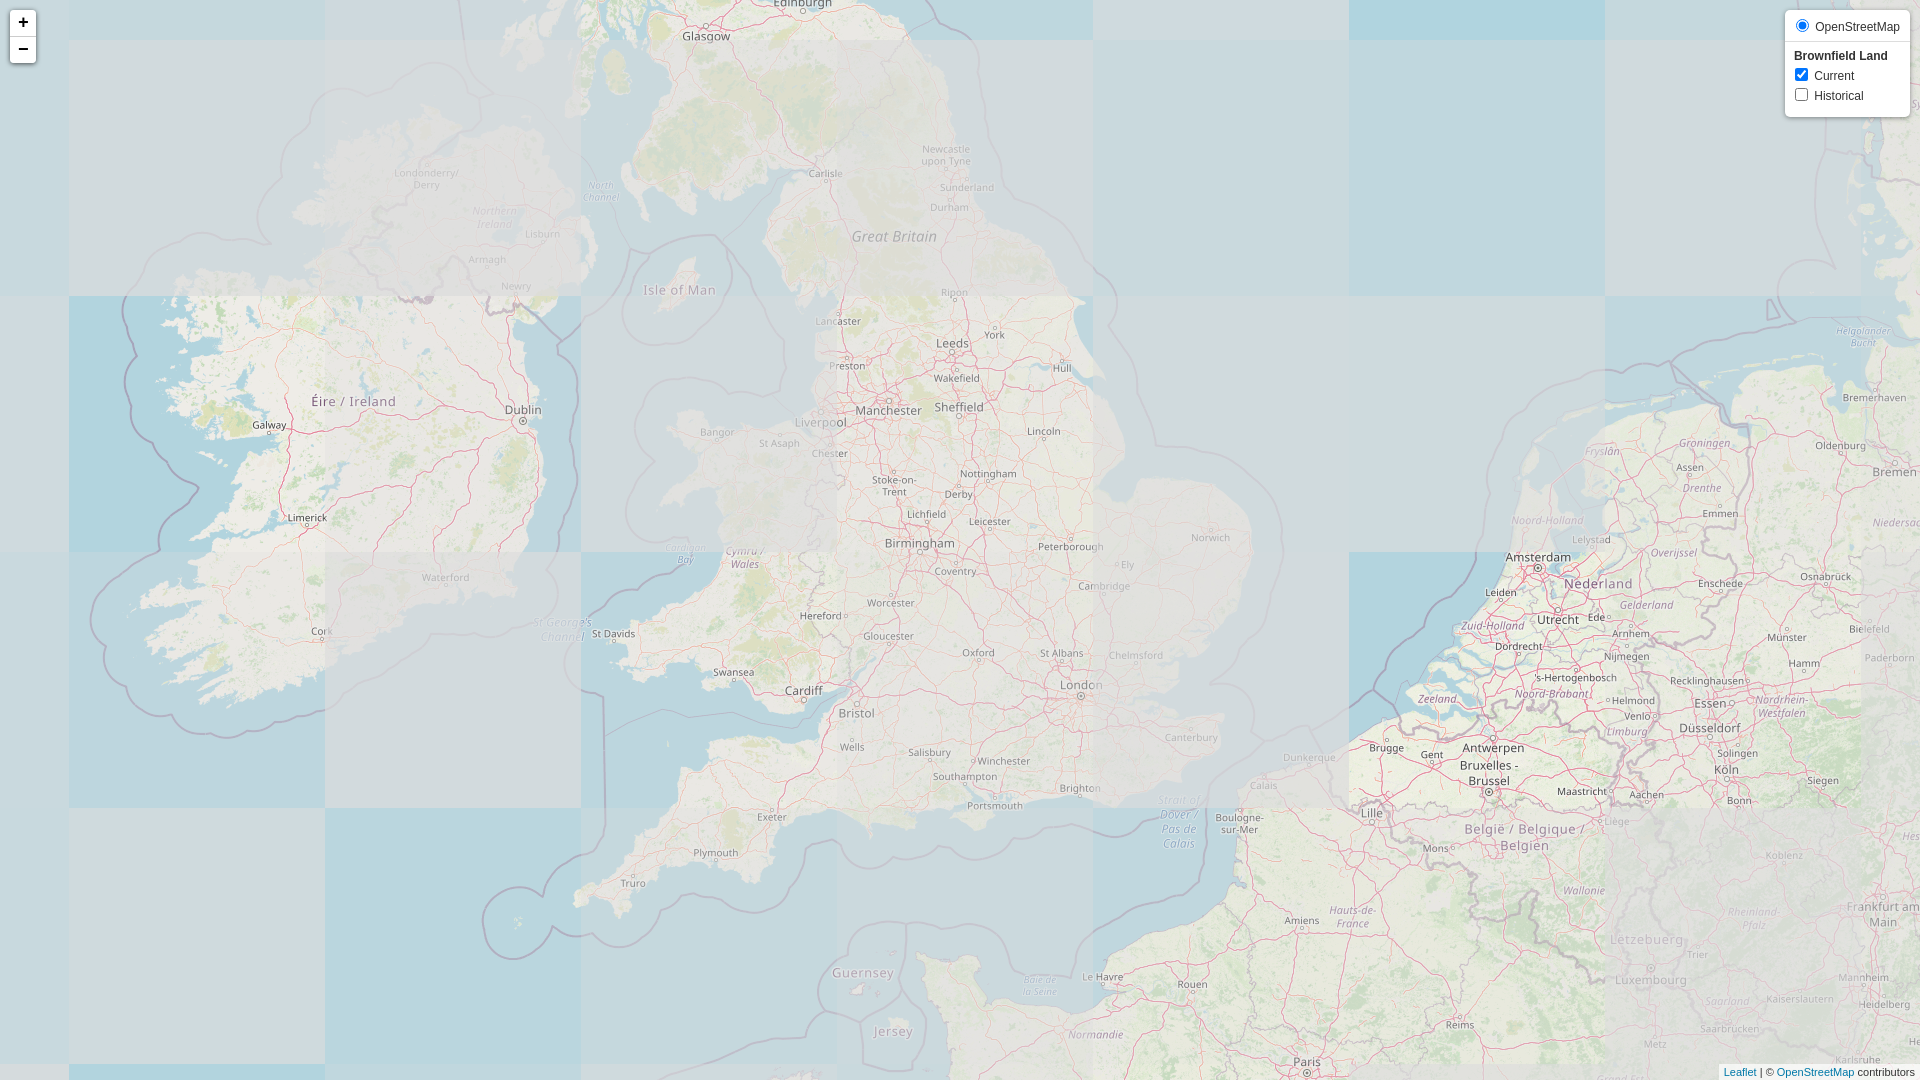 +
−
OpenStreetMap
Brownfield Land
Current
Historical
Edinburgh
Glasgow
Londonderry/
Derry
North
Channel
Newcastle
upon Tyne
Carlisle
Sunderland
Durham
Northern
Ireland
Lisburn
Great Britain
Armagh
Newry
Isle of Man
Ripon
Lancaster
York
Leeds
Helgoländer
Bucht
Preston
Hull
Wakefield
Bremerhaven
Éire / Ireland
Dublin
Manchester
Sheffield
Galway
Liverpool
Lincoln
Bangor
St Asaph
Chester
Groningen
Oldenburg
Fryslân
Assen
Bremen
Nottingham
Stoke-on-
Trent
Derby
Drenthe
Limerick
Lichfield
Leicester
Emmen
Noord-Holland
Niedersac
Norwich
Lelystad
Birmingham
Peterborough
Cardigan
Bay
Cymru /
Wales
Overijssel
Amsterdam
Ely
Coventry
Waterford
Nederland
Enschede
Osnabrück
Cambridge
Leiden
Worcester
Gelderland
Hereford
Ede
Utrecht
St George's
Channel
Zuid-Holland
Cork
St Davids
Gloucester
Arnhem
Bielefeld
Münster
Dordrecht
Oxford
St Albans
Chelmsford
Nijmegen
Paderborn
Hamm
Swansea
's-Hertogenbosch
Recklinghausen
London
Cardiff
Noord-Brabant
Zeeland
Helmond
Essen
Nordrhein-
Westfalen
Bristol
Venlo
Limburg
Düsseldorf
Canterbury
Wells
Salisbury
Brugge
Antwerpen
Gent
Solingen
Dunkerque
Winchester
Bruxelles -
Brussel
Köln
Southampton
Siegen
Calais
Brighton
Maastricht
Aachen
Bonn
Strait of
Dover /
Pas de
Calais
Portsmouth
Exeter
Lille
Boulogne-
sur-Mer
Liège
België / Belgique /
Belgien
Mons
Plymouth
Koblenz
Truro
Wallonie
Hauts-de-
France
Rheinland
Pfalz
Frankfurt am
Main
Amiens
Lëtzebuerg
Trier
Guernsey
Le Havre
Baie de
la Seine
Rouen
Luxembourg
Mannheim
Kaiserslautern
Saarland
Heidelberg
Jersey
Reims
Normandie
Saarbrücken
Metz
Paris
Karlsruhe
Grand Est
Leaflet | © OpenStreetMap contributors